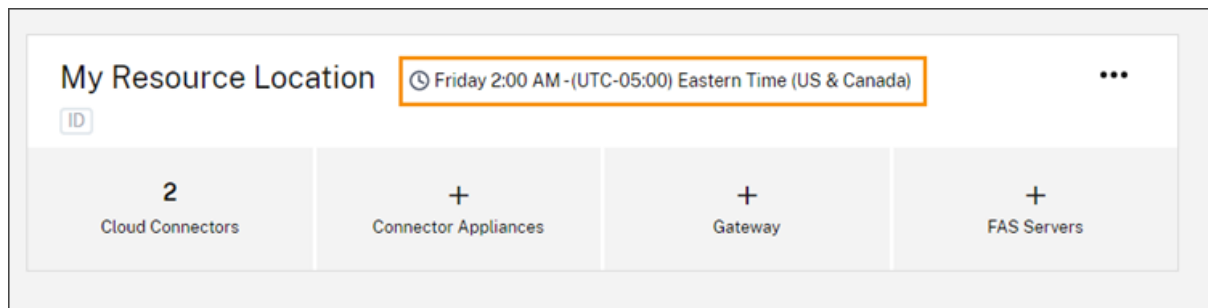 My Resource Location
Friday 2:00 AM-(UTC-05:00) Eastern Time (US & Canada)
•••
ID
2
Cloud Connectors
+
Connector Appliances
+
Gateway
+
FAS Servers